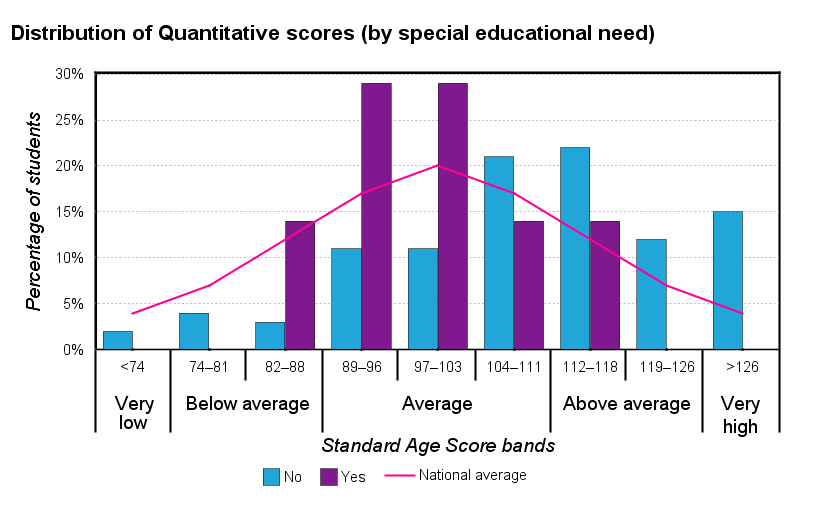 Distribution of Quantitative scores (by special educational need)
Percentage of students
30%
25%
20%
15%
10%
5%
0%
<74 74–81 82–88 89–96 97–103 104–111 112–118 119–126 >126
Very low Below average Average Above average Very high
Standard Age Score bands
No Yes National average